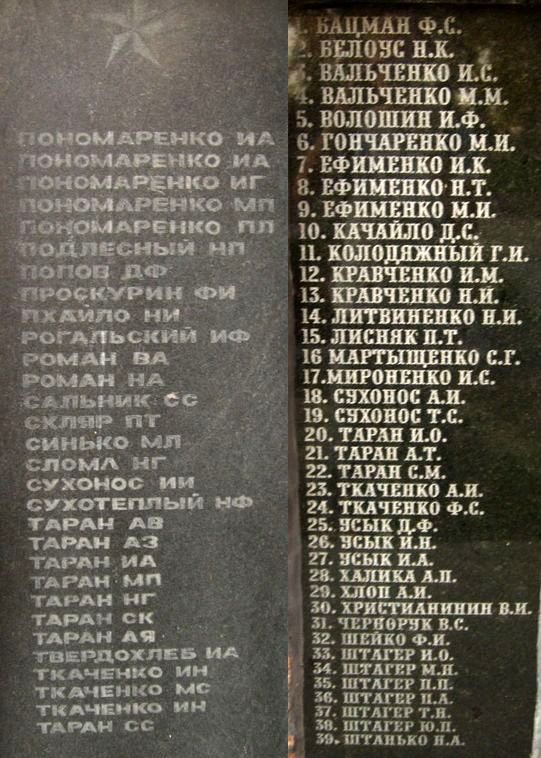 ПОНОМАРЕНКО ИА
ПОНОМАРЕНКО ИА
ПОНОМАРЕНКО ИГ
ПОНОМАРЕНКО МП
ПОНОМАРЕНКО ПЛ
ПОДЛЕСНЫЙ НП
ПОПОВ ДФ
ПРОСКУРИН ФИ
ПХАЙЛО НИ
РОГАЛЬСКИЙ ИФ
РОМАН ВА
РОМАН НА
САЛЬНИК СС
СКЛЯР ПТ
СИНЬКО МЛ
СЛОМА НГ
СУХОНОС ИИ
СУХОТЕПЛЫЙ НФ
ТАРАН АВ
ТАРАН АЗ
ТАРАН ИА
ТАРАН МП
ТАРАН НГ
ТАРАН СК
ТАРАН АЯ
ТВЕРДОХЛЕБ ИА
ТКАЧЕНКО ИН
ТКАЧЕНКО МС
ТКАЧЕНКО ИН
ТАРАН СС
1. БАЦМАН Ф.С.
2. БЕЛОУС Н.К.
3. ВАЛЬЧЕНКО И.С.
4. ВАЛЬЧЕНКО М.М.
5. ВОЛОШИН И.Ф.
6. ГОНЧАРЕНКО М.И.
7. ЕФИМЕНКО И.К.
8. ЕФИМЕНКО Н.Т.
9. ЕФИМЕНКО М.И.
10. КАЧАЙЛО Д.С.
11. КОЛОДЯЖНЫЙ Г.И.
12. КРАВЧЕНКО И.М.
13. КРАВЧЕНКО Н.Й.
14. ЛИТВИНЕНКО Н.И.
15. ЛИСНЯК П.Т.
16 МАРТЫЩЕНКО С.Г.
17.МИРОНЕНКО И.С.
18. СУХОНОС А.И.
19. СУХОНОС Т.С.
20. ТАРАН И.О.
21. ТАРАН А.Т.
22. ТАРАН С.М.
23. ТКАЧЕНКО А.И.
24. ТКАЧЕНКО Ф.С.
25. УСЫК Д.Ф.
26. УСЫК И.Н.
27. УСЫК И.А.
28. ХАЛИКА А.П.
29. ХЛОП А.И.
30. ХРИСТИАНИНИН В.И.
31. ЧЕРНОРУК В.С.
32. ШЕЙКО Ф.И.
33. ШТАГЕР И.О.
34. ШТАГЕР М.Н.
35. ШТАГЕР П.П.
36. ШТАГЕР П.А.
37. ШТАГЕР Т.Н.
38. ШТАГЕР Ю.П.
39. ШТАНЬКО Н.А.